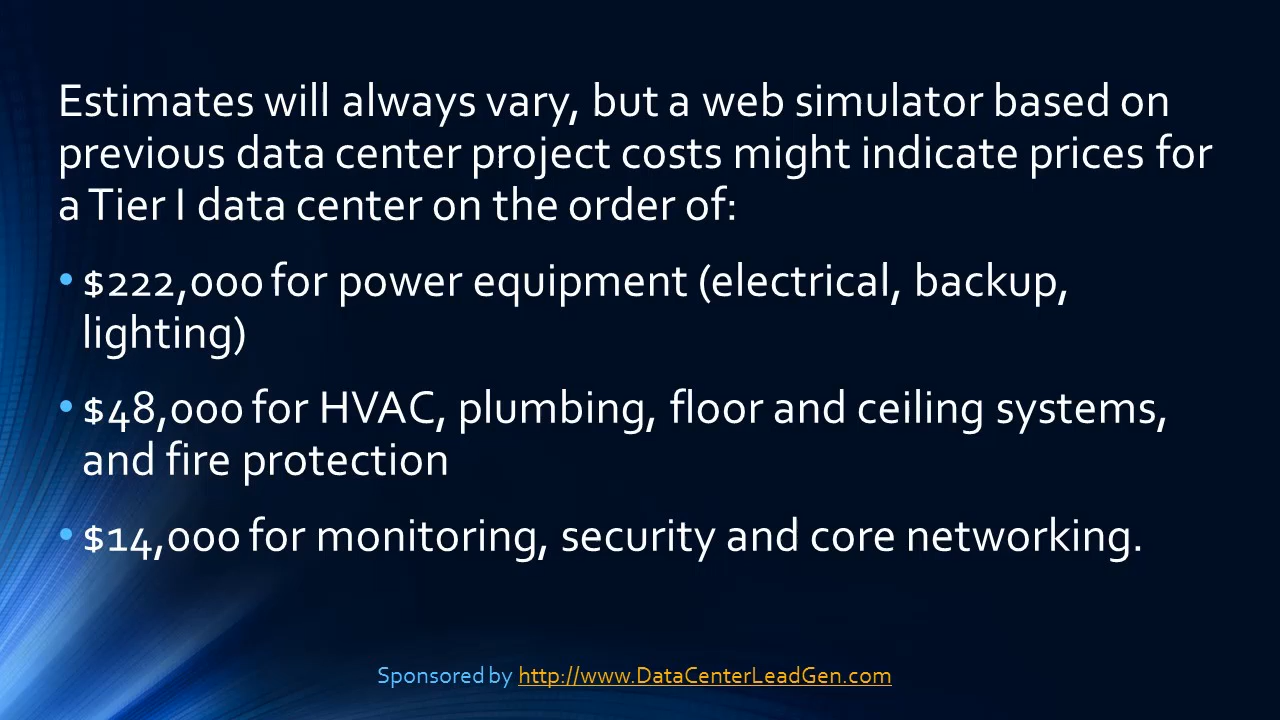 Estimates will always vary, but a web simulator based on
previous data center project costs might indicate prices for
a Tier I data center on the order of:
• $222,000 for power equipment (electrical, backup,
lighting)
• $48,000 for HVAC, plumbing, floor and ceiling systems,
and fire protection
• $14,000 for monitoring, security and core networking.
Sponsored by http://www.DataCenterLeadGen.com